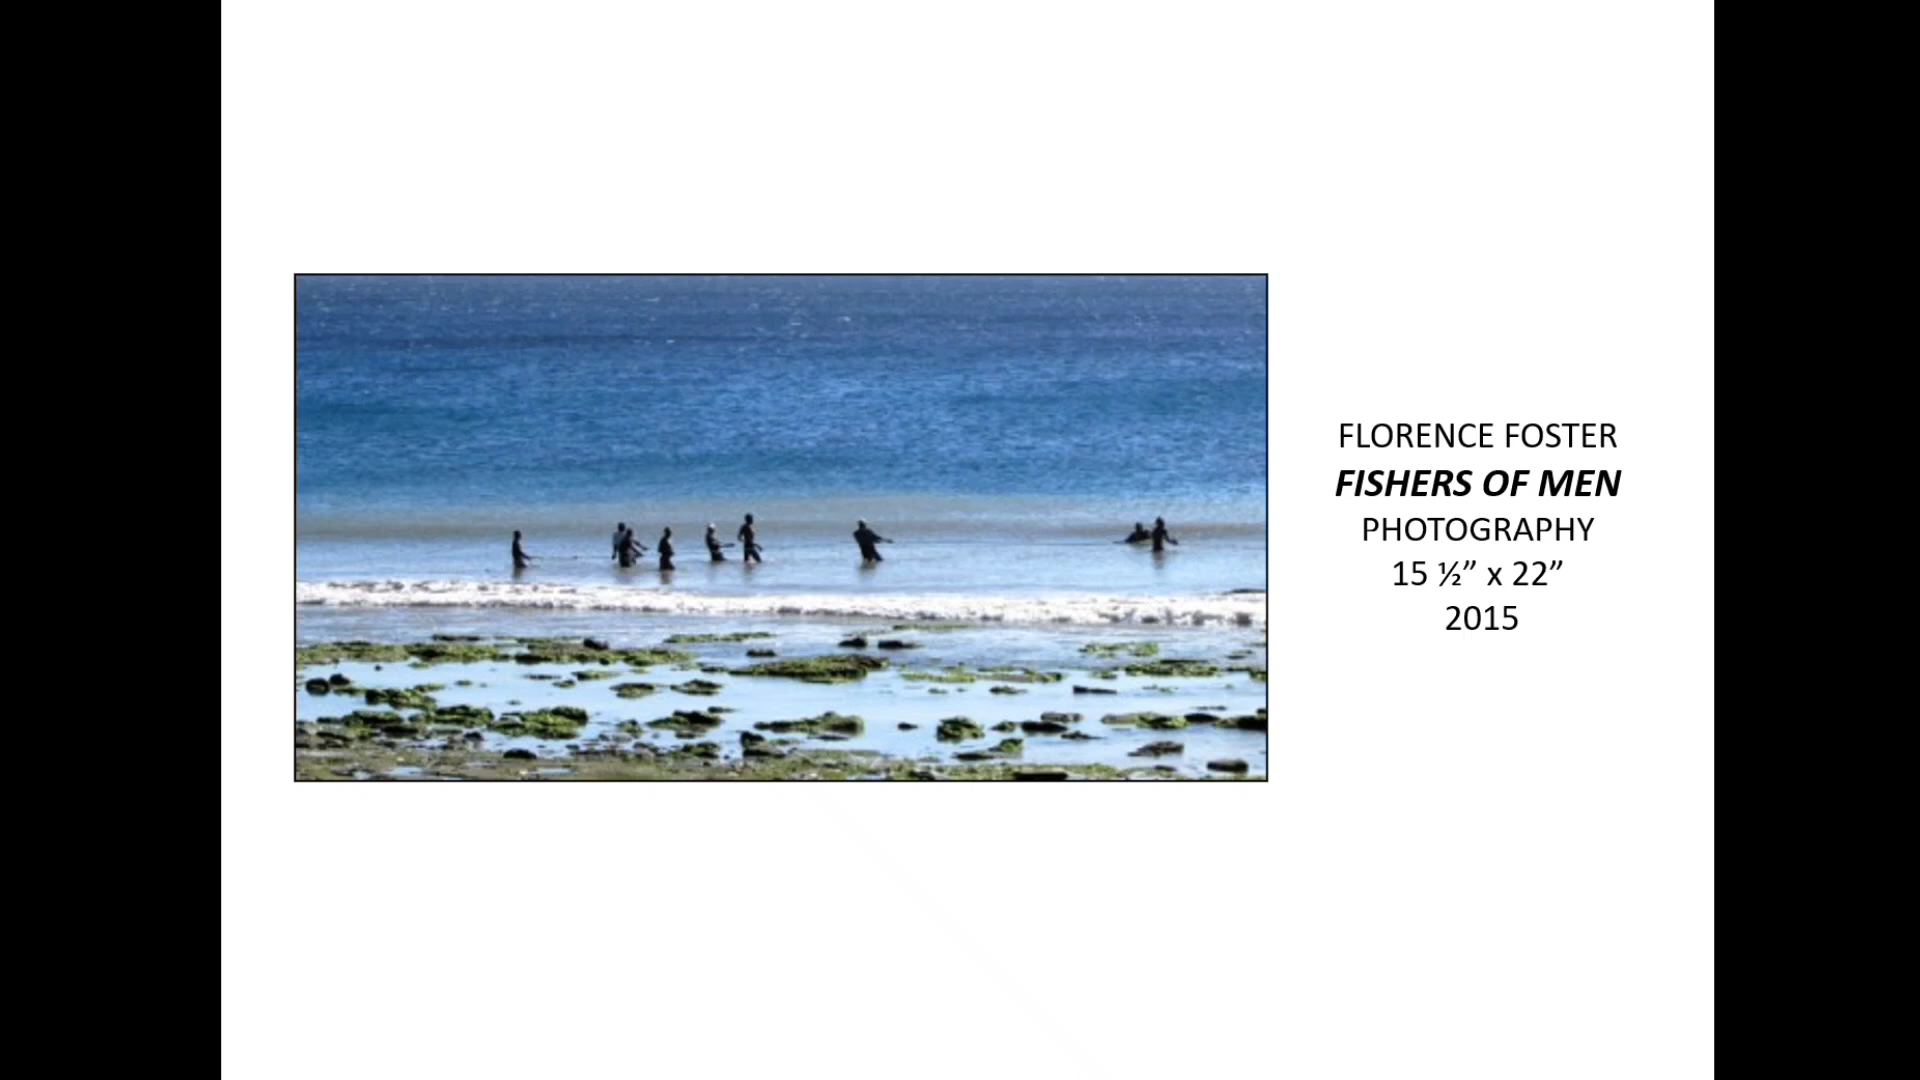 FLORENCE FOSTER
FISHERS OF MEN
PHOTOGRAPHY
15 ½” x 22”
2015